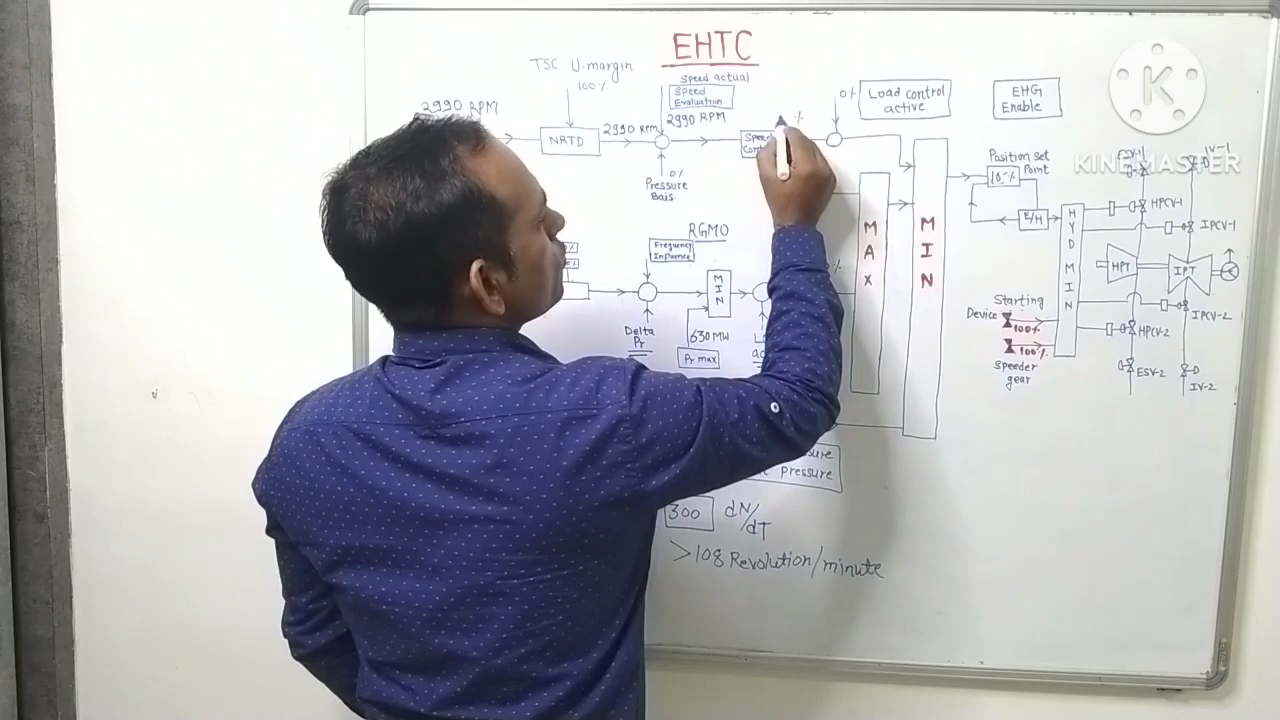 EHTC
TSC U-margin
100%
Speed actual
Speed
Evaluation
2990 RPM
NRTD
2990 RPM
2990 RPM
%
0%
Load control
active
EHG
Enable
K
KINEMASTER
0%
Pressure
Bais
Position Set
Point
10%
E/H
IV-1
HPCV-1
IPCV-1
RGMO
Frequency
Influence
MIN
MAX
MIN
HYD MIN
HPT
IPT
Delta
Pr
630 MW
Pr max
Starting
Device
100%
100%
Speeder
gear
IPCV-2
HPCV-2
ESV-2
IV-2
pressure
300
dN/dT
>108 Revolution/minute